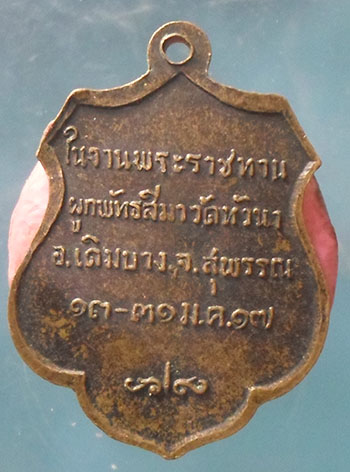 ในงานพระราชทาน
ผูกพัทธสีมาวัดหัวนา
อ.เดิมบาง,จ.สุพรรณ
๑๓-๓๑ ม.ค.๑๗